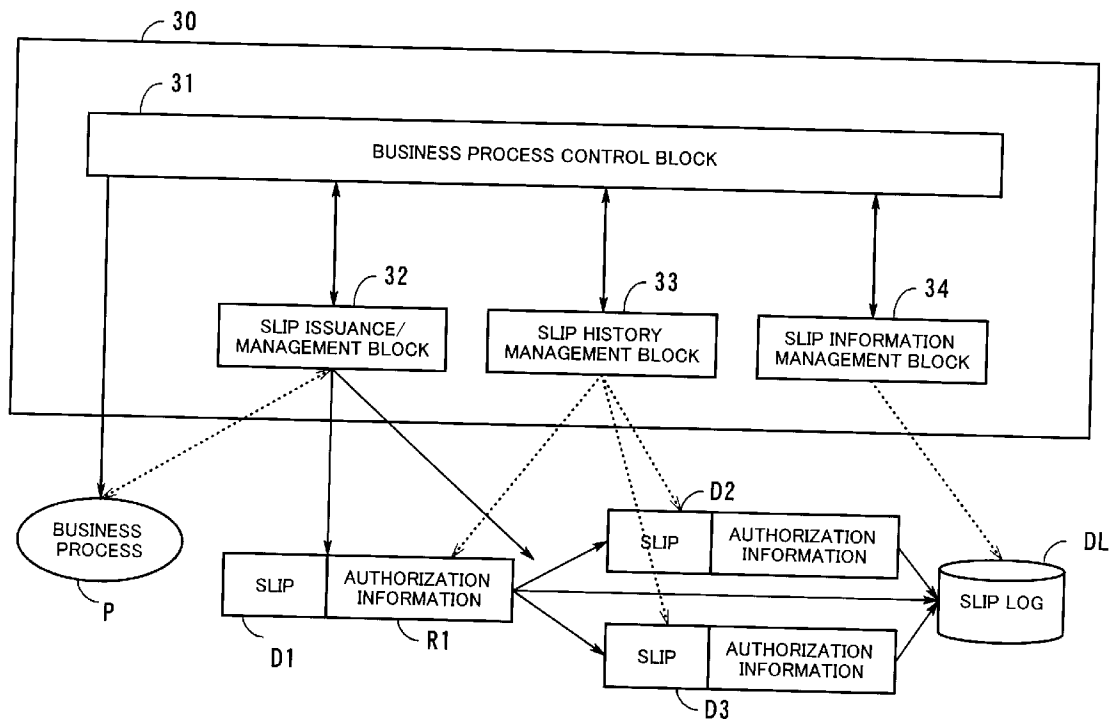 30
31
BUSINESS PROCESS CONTROL BLOCK
32
33
34
SLIP ISSUANCE/
MANAGEMENT BLOCK
SLIP HISTORY
MANAGEMENT BLOCK
SLIP INFORMATION
MANAGEMENT BLOCK
BUSINESS
PROCESS
P
SLIP
AUTHORIZATION
INFORMATION
D1
R1
D2
SLIP
AUTHORIZATION
INFORMATION
SLIP
AUTHORIZATION
INFORMATION
D3
DL
SLIP LOG